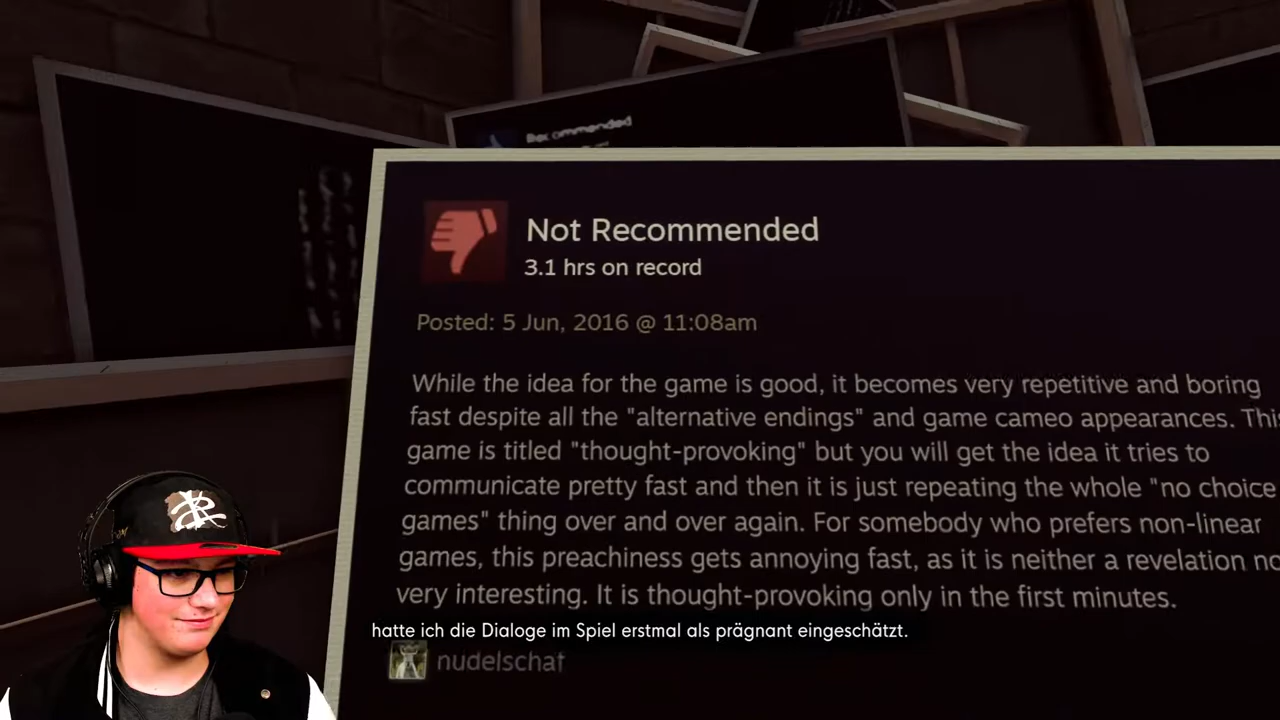 Recommended
Not Recommended
3.1 hrs on record
Posted: 5 Jun, 2016 @ 11:08am
While the idea for the game is good, it becomes very repetitive and boring
fast despite all the "alternative endings" and game cameo appearances. This
game is titled "thought-provoking" but you will get the idea it tries to
communicate pretty fast and then it is just repeating the whole "no choice
games" thing over and over again. For somebody who prefers non-linear
games, this preachiness gets annoying fast, as it is neither a revelation
very interesting. It is thought-provoking only in the first minutes.
hatte ich die Dialoge im Spiel erstmal als prägnant eingeschätzt.
nudelschaf